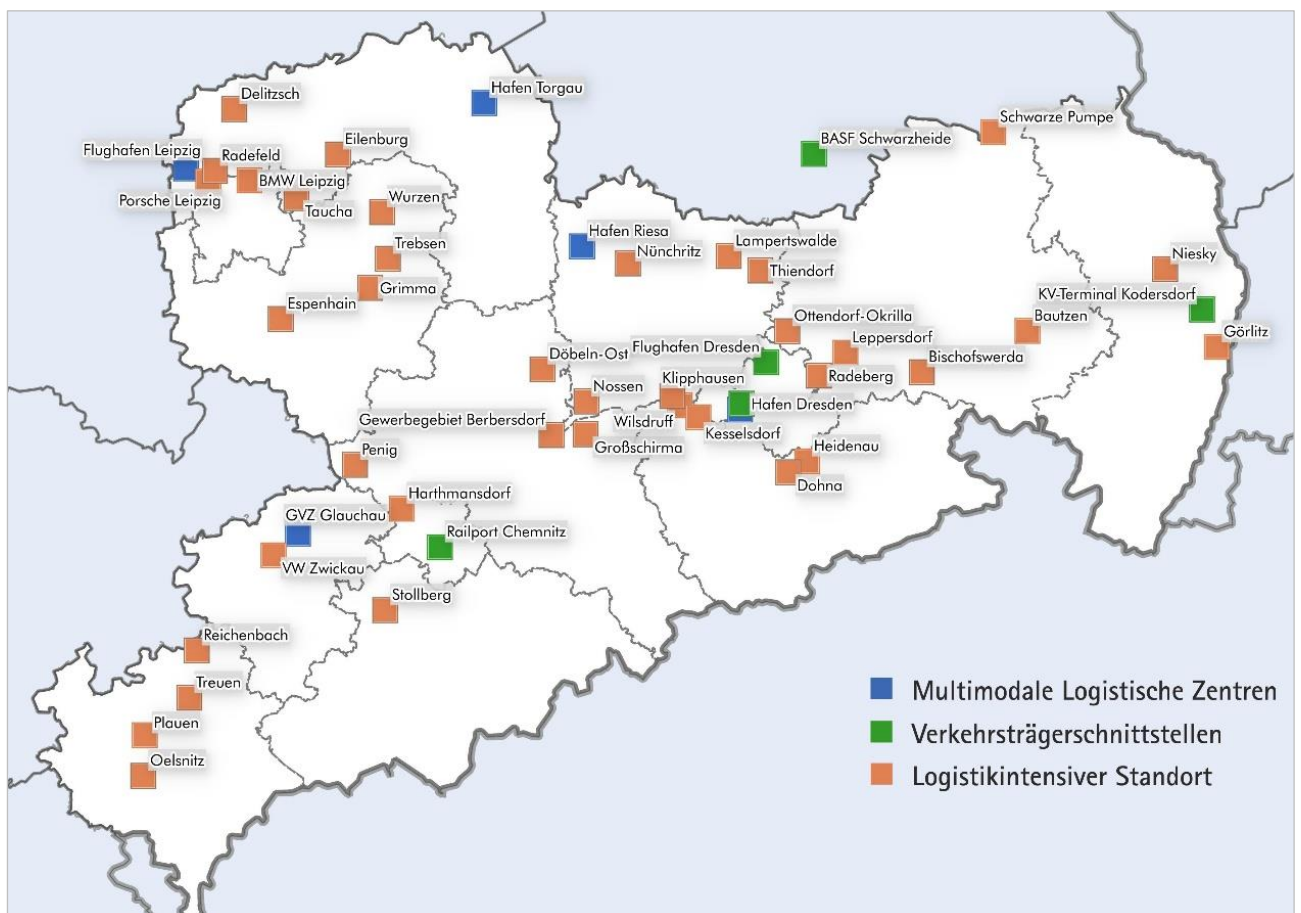 Hafen Torgau
Delitzsch
Schwarze Pumpe
BASF Schwarzheide
Eilenburg
Flughafen Leipzig
Radefeld
BMW Leipzig
Porsche Leipzig
Taucha
Wurzen
Hafen Riesa
Trebsen
Nünchritz
Lampertswalde
Thiendorf
Niesky
Grimma
KV-Terminal Kodersdorf
Espenhain
Ottendorf-Okrilla
Bautzen
Görlitz
Leppersdorf
Döbeln-Ost
Flughafen Dresden
Bischofswerda
Radeberg
Klipphausen
Nossen
Hafen Dresden
Gewerbegebiet Berbersdorf
Wilsdruff
Kesselsdorf
Großschirma
Heidenau
Penig
Dohna
Harthmansdorf
GVZ Glauchau
Railport Chemnitz
VW Zwickau
Stollberg
Reichenbach
Treuen
Plauen
Oelsnitz
Multimodale Logistische Zentren
Verkehrsträgerschnittstellen
Logistikintensiver Standort